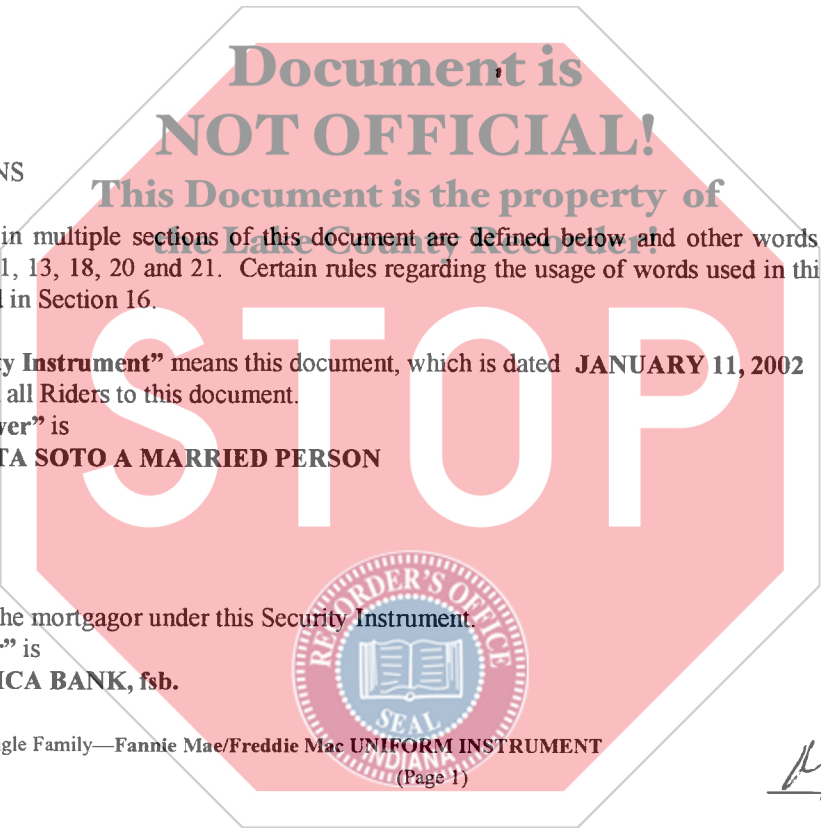 Document is
NOT OFFICIAL!
NS
This Document is the property of
the Lake County Recorder!
in multiple sections of this document are defined below and other words
1, 13, 18, 20 and 21. Certain rules regarding the usage of words used in thi
d in Section 16.
STOP
ty Instrument” means this document, which is dated JANUARY 11, 2002
all Riders to this document.
wer” is
TA SOTO A MARRIED PERSON
he mortgagor under this Security Instrument.
r” is
ICA BANK, fsb.
RECORDER'S OFFICE
SEAL
INDIANA
gle Family—Fannie Mae/Freddie Mac UNIFORM INSTRUMENT
(Page 1)